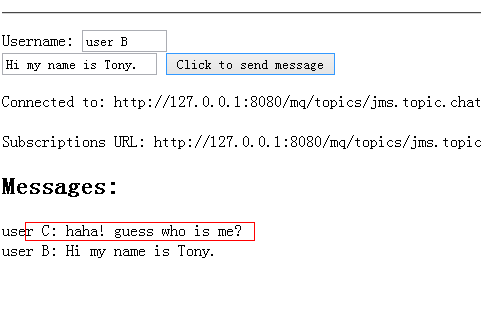 Username: user B
Hi my name is Tony. Click to send message
Connected to: http://127.0.0.1:8080/mq/topics/jms.topic.chat
Subscriptions URL: http://127.0.0.1:8080/mq/topics/jms.topic
Messages:
user C: haha! guess who is me?
user B: Hi my name is Tony.